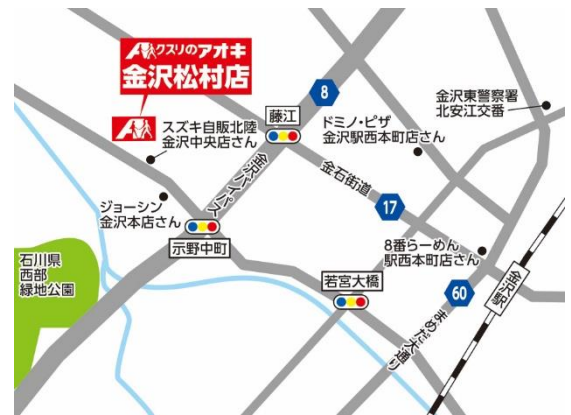 クスリのアオキ
金沢松村店
スズキ自販北陸
金沢中央店さん
藤江
8
ドミノ・ピザ
金沢駅西本町店さん
金沢東警察署
北安江交番
金沢バイパス
金石街道
17
ジョーシン
金沢本店さん
示野中町
8番らーめん
駅西本町店さん
石川県
西部
緑地公園
若宮大橋
60
まめだ大通り
金沢駅